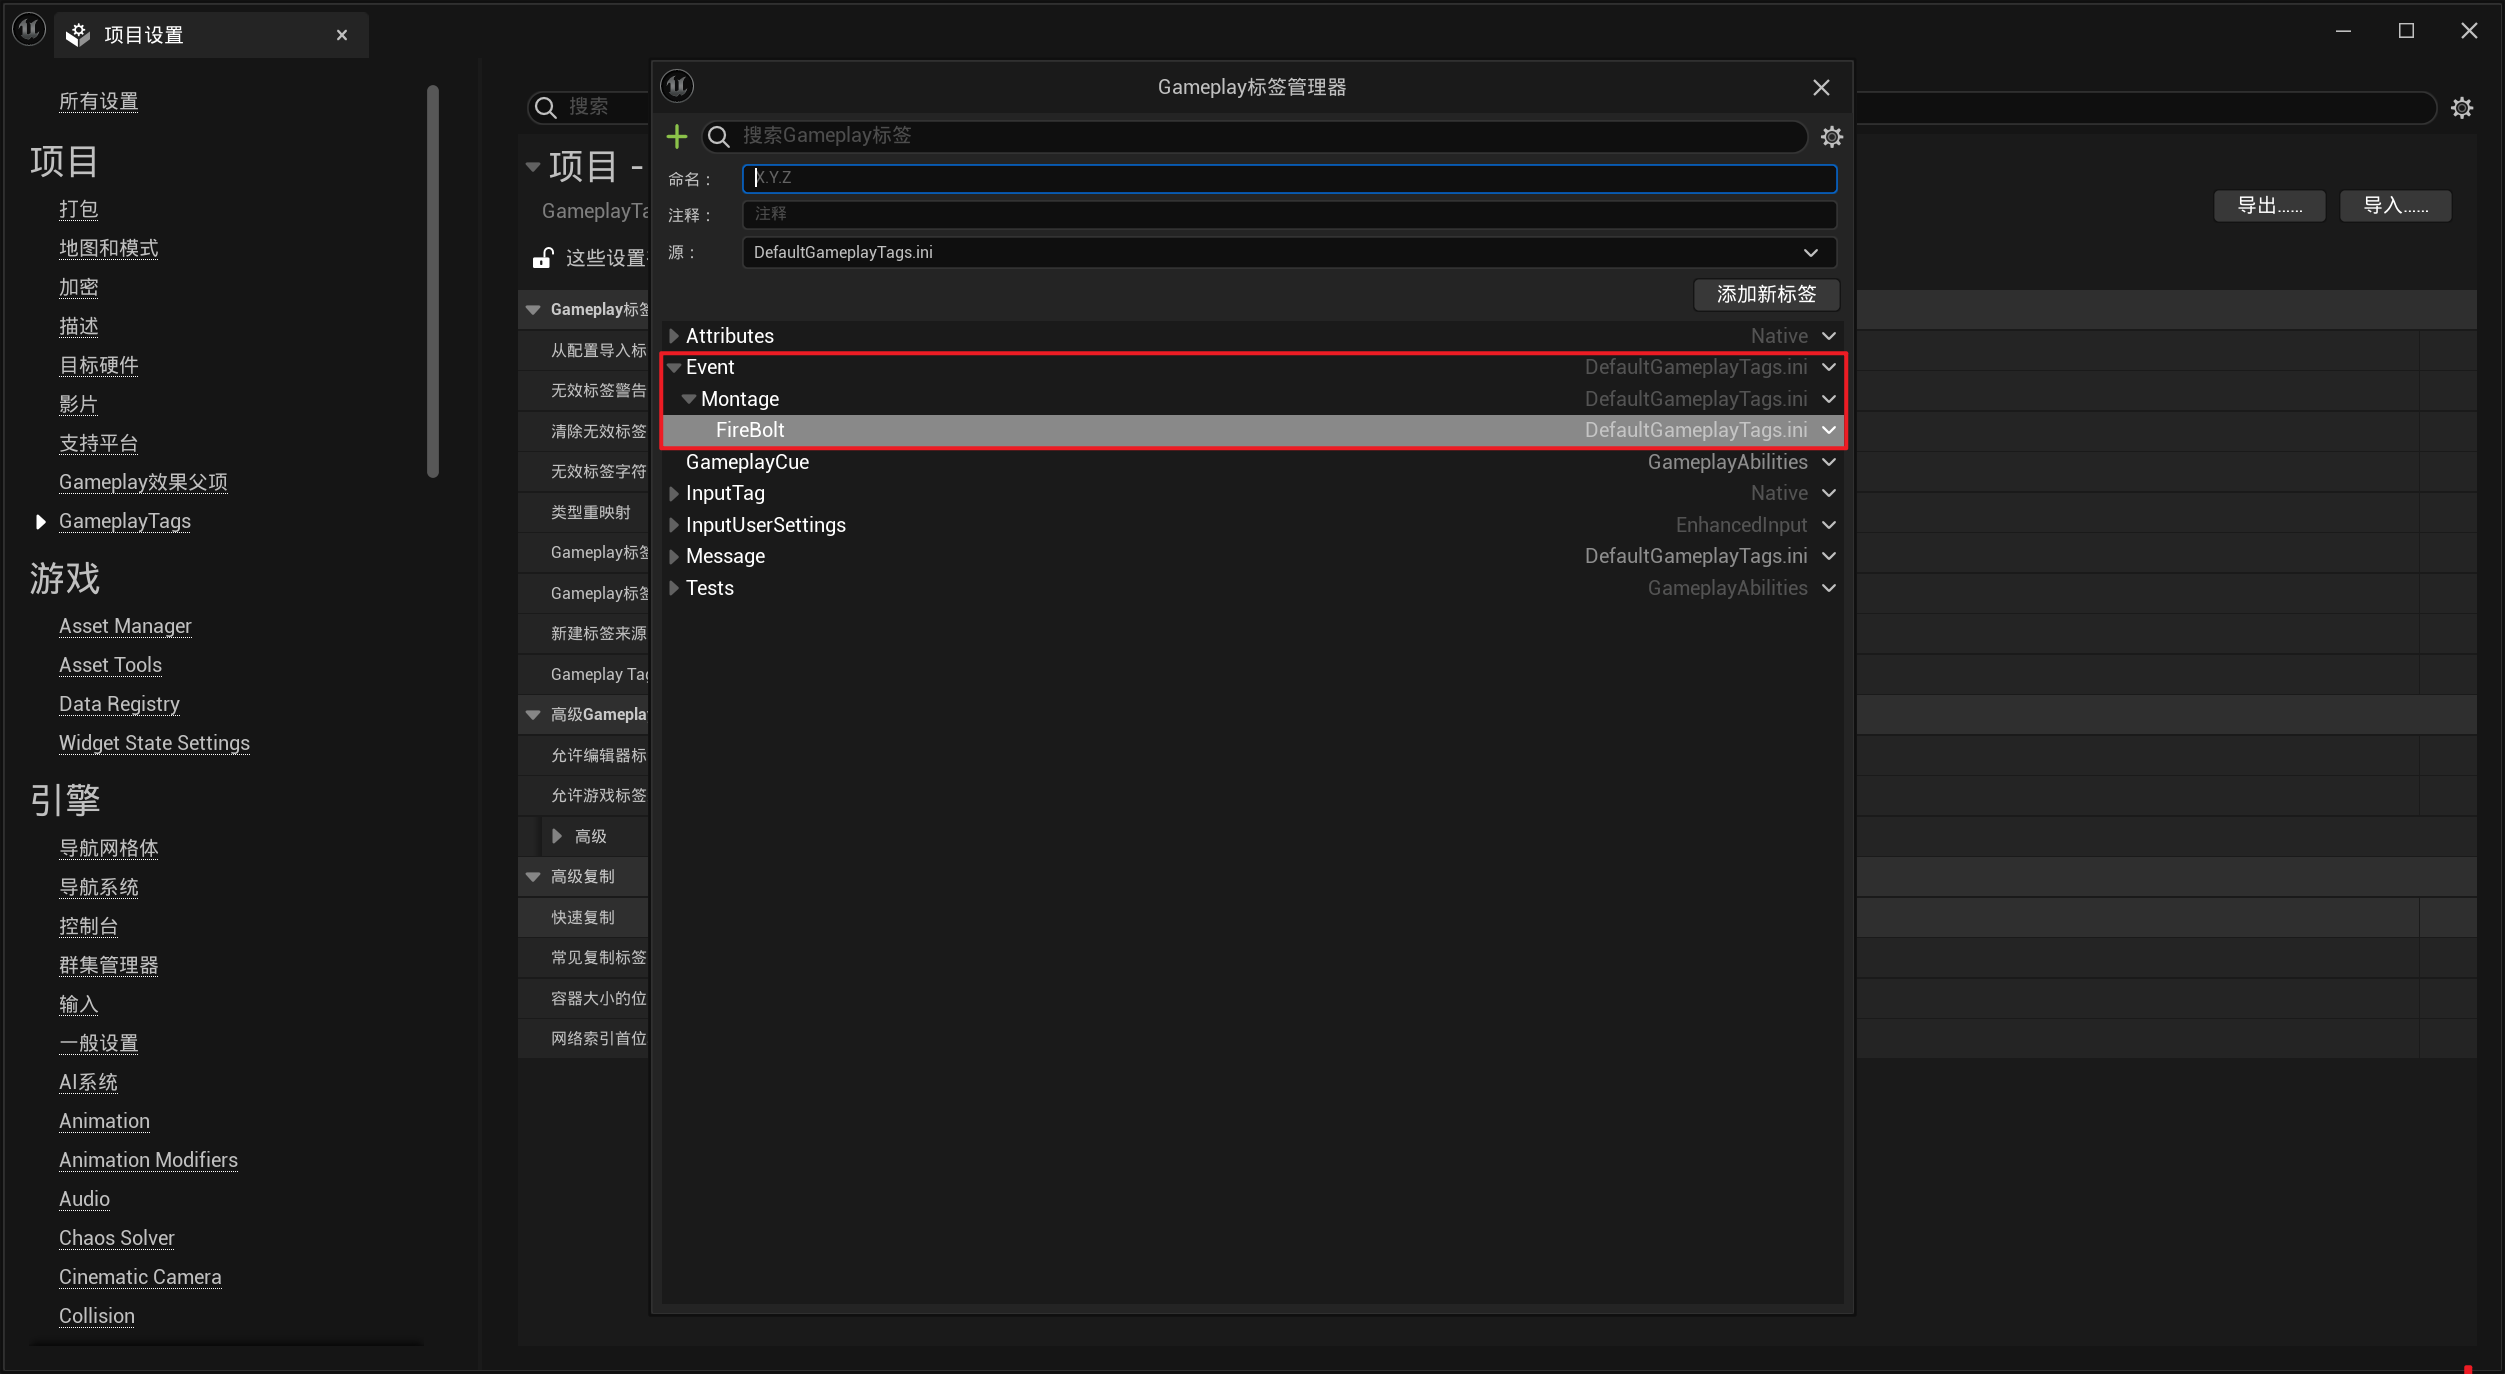 项目设置
所有设置
项目
打包
地图和模式
加密
描述
目标硬件
影片
支持平台
Gameplay效果父项
GameplayTags
游戏
Asset Manager
Asset Tools
Data Registry
Widget State Settings
引擎
导航网格体
导航系统
控制台
群集管理器
输入
一般设置
AI系统
Animation
Animation Modifiers
Audio
Chaos Solver
Cinematic Camera
Collision
搜索
项目 -
GameplayTa
这些设置
导出......
导入......
Gameplay标签
从配置导入标
无效标签警告
清除无效标签
无效标签字符
类型重映射
Gameplay标签
Gameplay标签
新建标签来源
Gameplay Tag
高级Gameplay
允许编辑器标
允许游戏标签
高级
高级复制
快速复制
常见复制标签
容器大小的位
网络索引首位
Gameplay标签管理器
搜索Gameplay标签
命名： X.Y.Z
注释： 注释
源： DefaultGameplayTags.ini
添加新标签
Attributes Native
Event DefaultGameplayTags.ini
Montage DefaultGameplayTags.ini
FireBolt DefaultGameplayTags.ini
GameplayCue GameplayAbilities
InputTag Native
InputUserSettings EnhancedInput
Message DefaultGameplayTags.ini
Tests GameplayAbilities